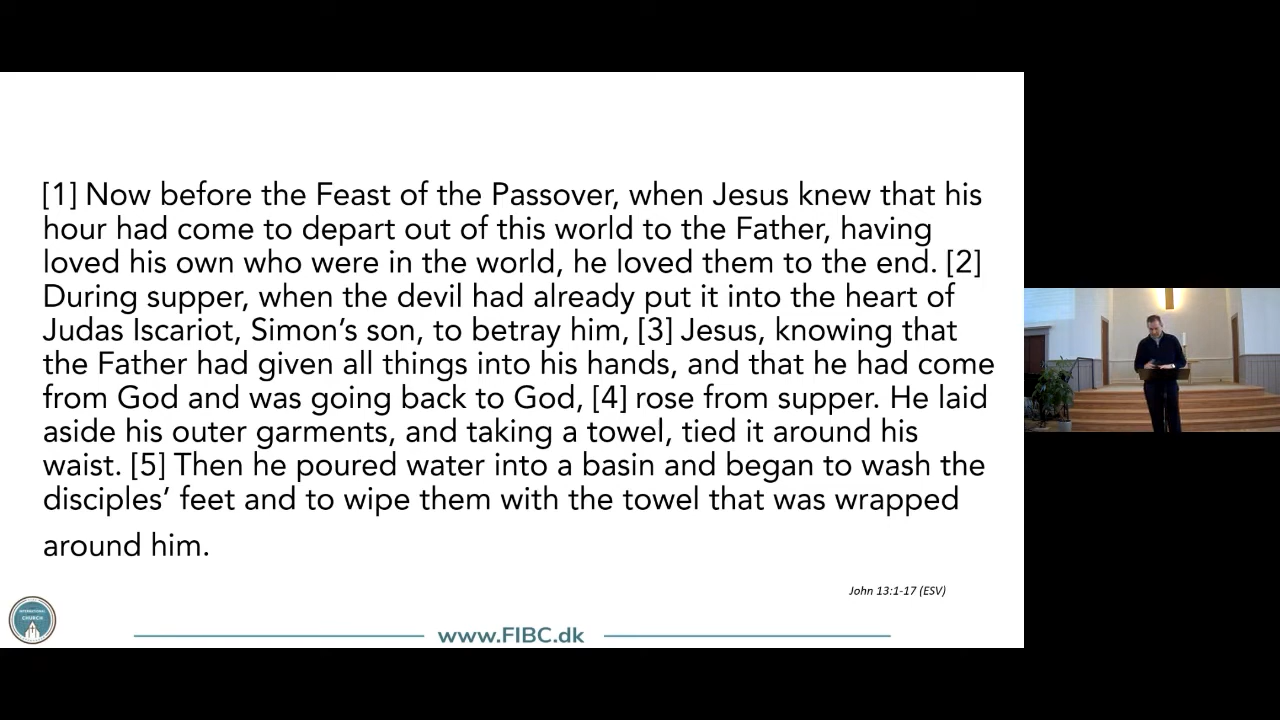 [1] Now before the Feast of the Passover, when Jesus knew that his
hour had come to depart out of this world to the Father, having
loved his own who were in the world, he loved them to the end. [2]
During supper, when the devil had already put it into the heart of
Judas Iscariot, Simon’s son, to betray him, [3] Jesus, knowing that
the Father had given all things into his hands, and that he had come
from God and was going back to God, [4] rose from supper. He laid
aside his outer garments, and taking a towel, tied it around his
waist. [5] Then he poured water into a basin and began to wash the
disciples’ feet and to wipe them with the towel that was wrapped
around him.
John 13:1-17 (ESV)
INTERNATIONAL
CHURCH
www.FIBC.dk